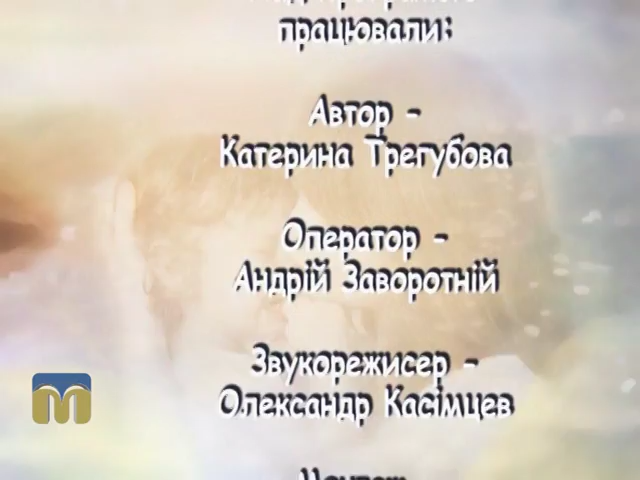 працювали:
Автор –
Катерина Трегубова
Оператор –
Андрій Заворотній
Звукорежисер –
Олександр Касімцев